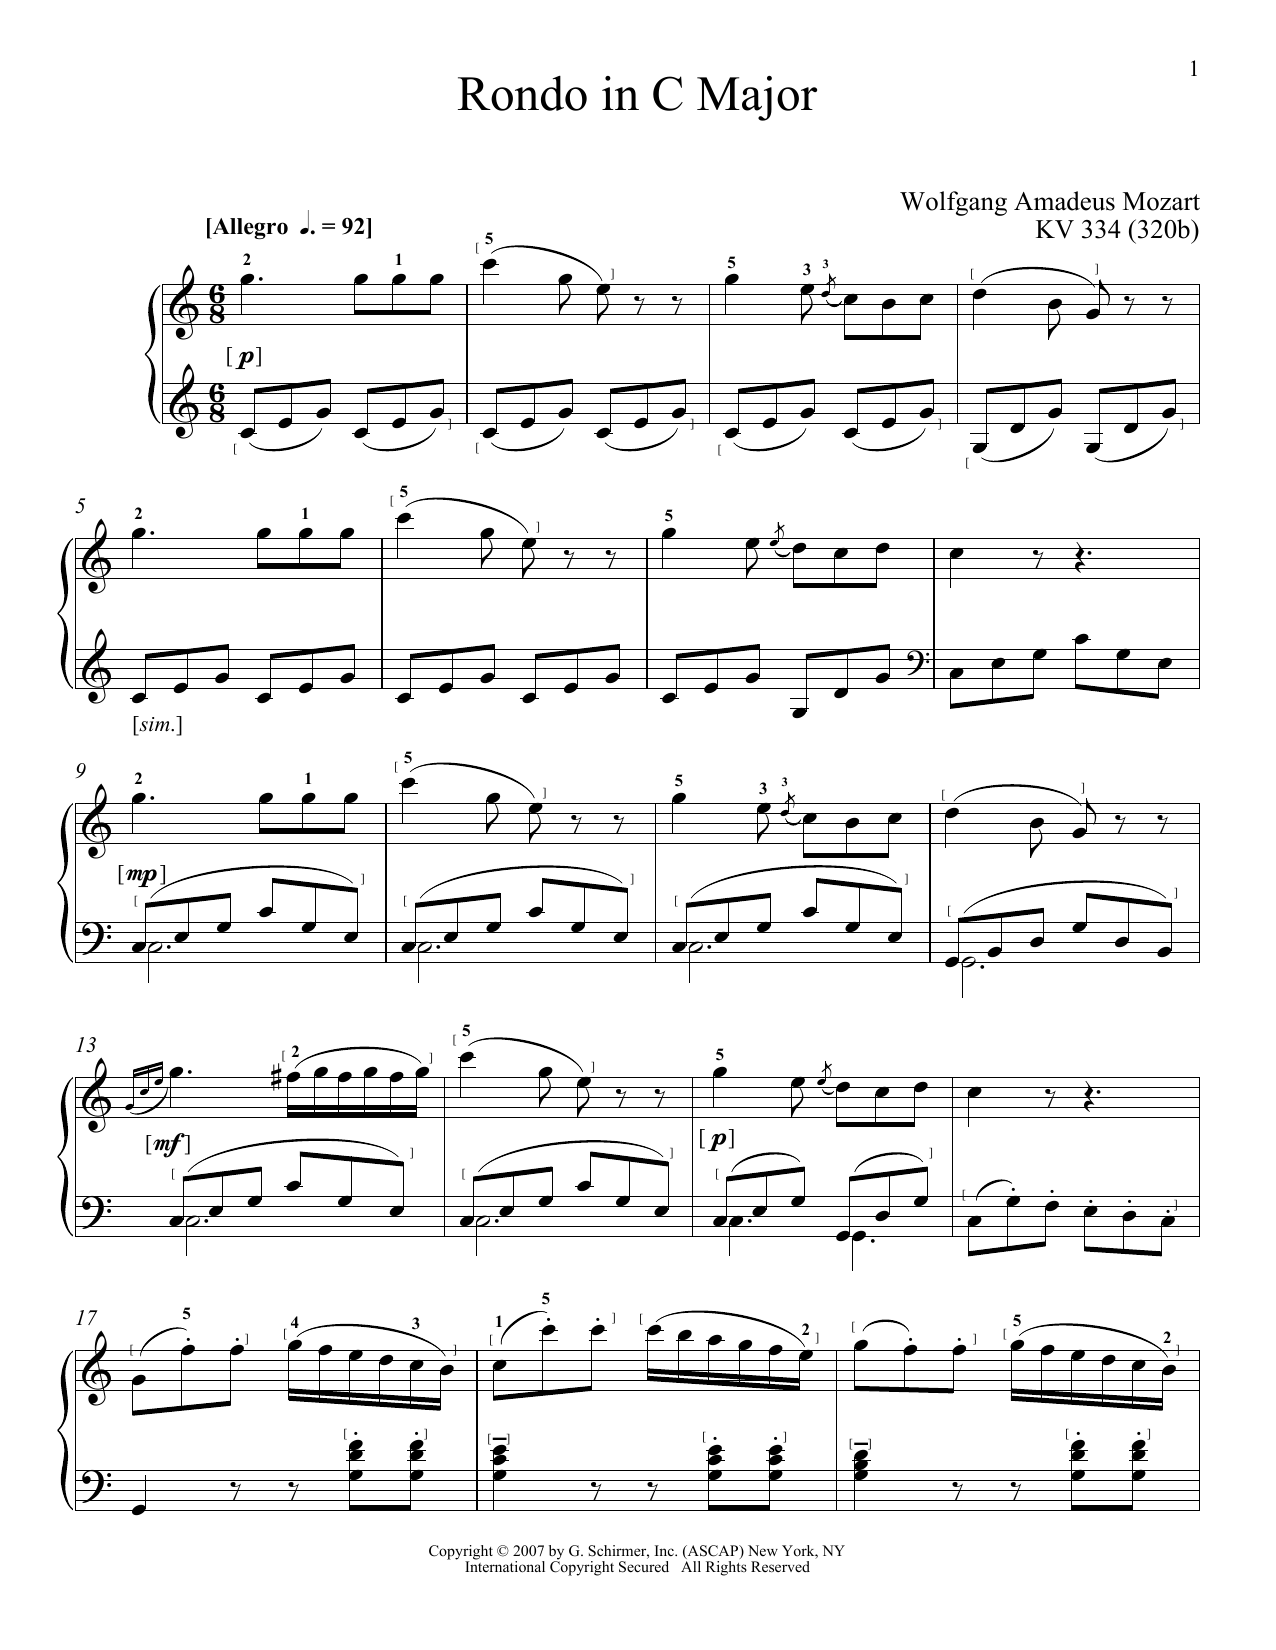 1
Rondo in C Major
Wolfgang Amadeus Mozart
KV 334 (320b)
[Allegro ♩. = 92]
2 1 5 5 3 3
6 8
[p]
6 8
5
2 1 5 5
[sim.]
9
2 1 5 5 3 3
[mp]
13
2 5 5
[mf]
[p]
17
5 4 3 1 5 2 5 2
Copyright © 2007 by G. Schirmer, Inc. (ASCAP) New York, NY
International Copyright Secured All Rights Reserved